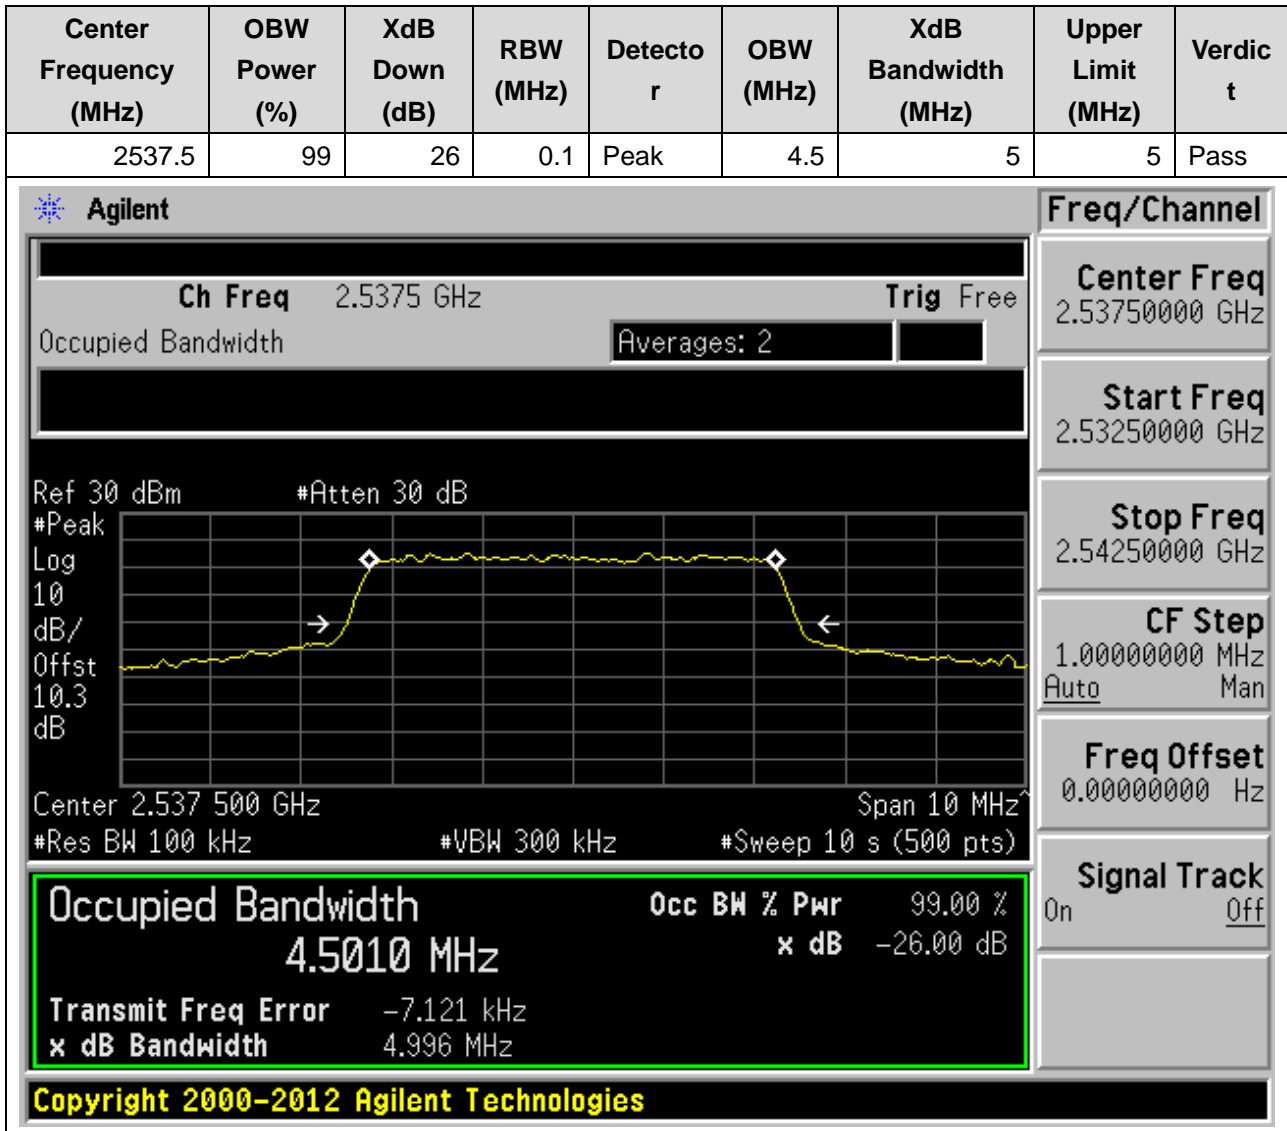 Center Frequency (MHz) OBW Power (%) XdB Down (dB) RBW (MHz) Detecto r OBW (MHz) XdB Bandwidth (MHz) Upper Limit (MHz) Verdic t
2537.5 99 26 0.1 Peak 4.5 5 5 Pass
Agilent
Freq/Channel
Ch Freq 2.5375 GHz Trig Free
Occupied Bandwidth Averages: 2
Center Freq
2.53750000 GHz
Start Freq
2.53250000 GHz
Stop Freq
2.54250000 GHz
CF Step
1.00000000 MHz
Auto Man
Freq Offset
0.00000000 Hz
Signal Track
On Off
Ref 30 dBm #Atten 30 dB
#Peak
Log
10
dB/
Offst
10.3
dB
Center 2.537 500 GHz Span 10 MHz^
#Res BW 100 kHz #VBW 300 kHz #Sweep 10 s (500 pts)
Occupied Bandwidth Occ BW % Pwr 99.00 %
4.5010 MHz x dB -26.00 dB
Transmit Freq Error -7.121 kHz
x dB Bandwidth 4.996 MHz
Copyright 2000-2012 Agilent Technologies